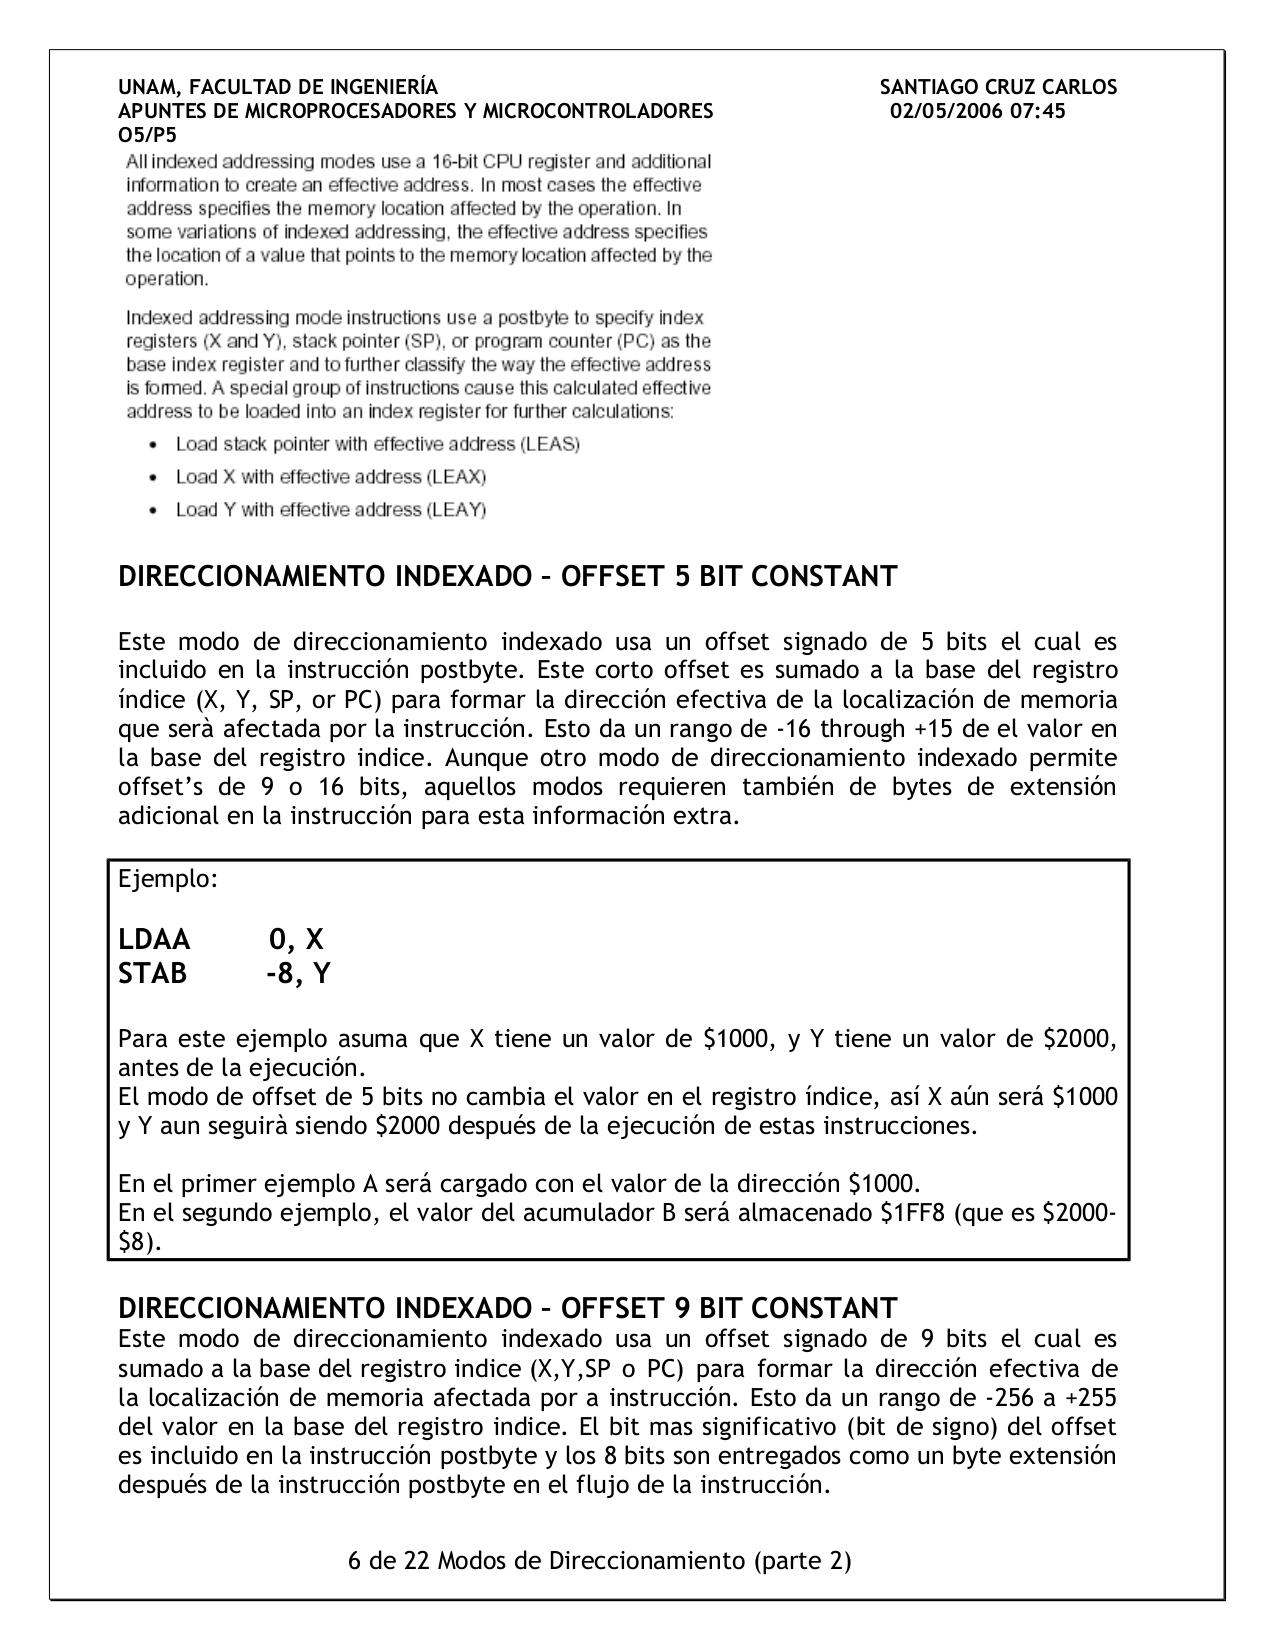 UNAM, FACULTAD DE INGENIERÍA SANTIAGO CRUZ CARLOS
APUNTES DE MICROPROCESADORES Y MICROCONTROLADORES 02/05/2006 07:45
O5/P5
All indexed addressing modes use a 16-bit CPU register and additional
information to create an effective address. In most cases the effective
address specifies the memory location affected by the operation. In
some variations of indexed addressing, the effective address specifies
the location of a value that points to the memory location affected by the
operation.
Indexed addressing mode instructions use a postbyte to specify index
registers (X and Y), stack pointer (SP), or program counter (PC) as the
base index register and to further classify the way the effective address
is formed. A special group of instructions cause this calculated effective
address to be loaded into an index register for further calculations:
• Load stack pointer with effective address (LEAS)
• Load X with effective address (LEAX)
• Load Y with effective address (LEAY)
DIRECCIONAMIENTO INDEXADO – OFFSET 5 BIT CONSTANT
Este modo de direccionamiento indexado usa un offset signado de 5 bits el cual es
incluido en la instrucción postbyte. Este corto offset es sumado a la base del registro
índice (X, Y, SP, or PC) para formar la dirección efectiva de la localización de memoria
que serà afectada por la instrucción. Esto da un rango de -16 through +15 de el valor en
la base del registro indice. Aunque otro modo de direccionamiento indexado permite
offset’s de 9 o 16 bits, aquellos modos requieren también de bytes de extensión
adicional en la instrucción para esta información extra.
Ejemplo:
LDAA 0, X
STAB -8, Y
Para este ejemplo asuma que X tiene un valor de $1000, y Y tiene un valor de $2000,
antes de la ejecución.
El modo de offset de 5 bits no cambia el valor en el registro índice, así X aún será $1000
y Y aun seguirà siendo $2000 después de la ejecución de estas instrucciones.
En el primer ejemplo A será cargado con el valor de la dirección $1000.
En el segundo ejemplo, el valor del acumulador B será almacenado $1FF8 (que es $2000-
$8).
DIRECCIONAMIENTO INDEXADO – OFFSET 9 BIT CONSTANT
Este modo de direccionamiento indexado usa un offset signado de 9 bits el cual es
sumado a la base del registro indice (X,Y,SP o PC) para formar la dirección efectiva de
la localización de memoria afectada por a instrucción. Esto da un rango de -256 a +255
del valor en la base del registro indice. El bit mas significativo (bit de signo) del offset
es incluido en la instrucción postbyte y los 8 bits son entregados como un byte extensión
después de la instrucción postbyte en el flujo de la instrucción.
6 de 22 Modos de Direccionamiento (parte 2)